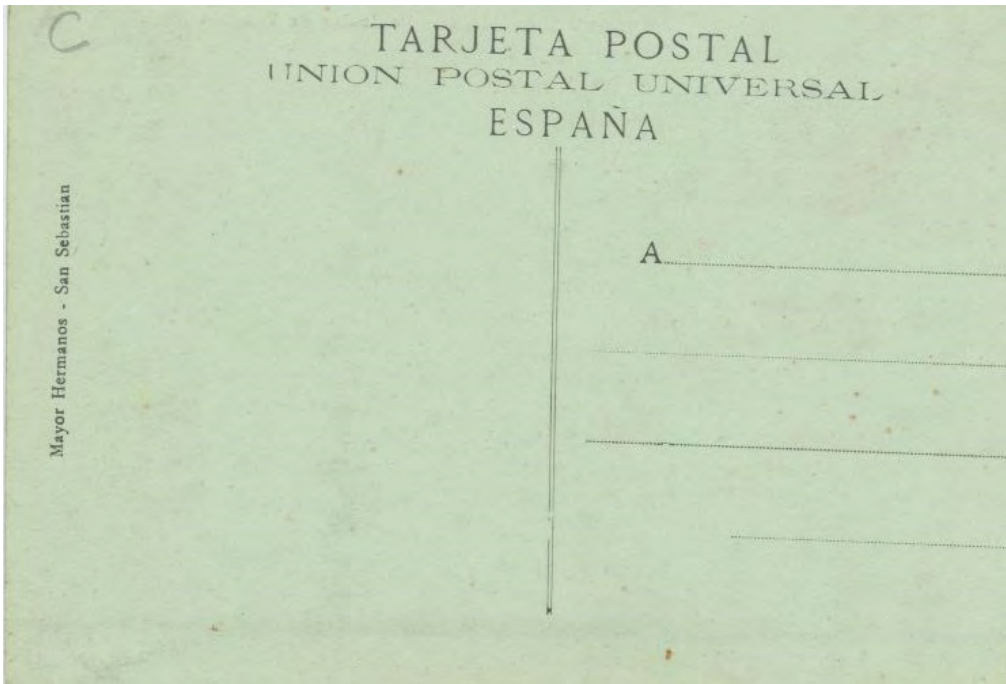 C
TARJETA POSTAL
UNION POSTAL UNIVERSAL
ESPAÑA
Mayor Hermanos - San Sebastian
A